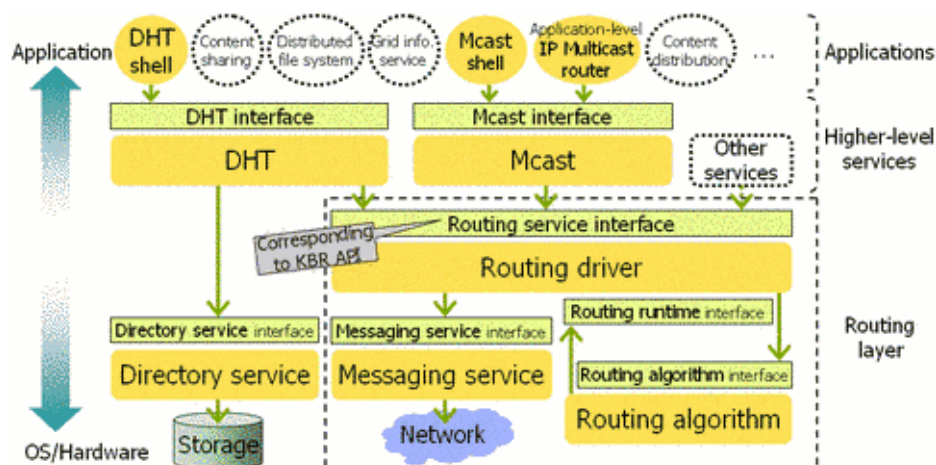 Application
DHT
shell
Content
sharing
Distributed
file system
Grid info.
service
Mcast
shell
Application-level
IP Multicast
router
Content
distribution
...
Applications
DHT interface
Mcast interface
DHT
Mcast
Other
services
Higher-level
services
Routing service interface
Corresponding
to KBR API
Routing driver
Directory service interface
Messaging service interface
Routing runtime interface
Routing
layer
Directory service
Messaging service
Routing algorithm interface
Routing algorithm
Storage
Network
OS/Hardware